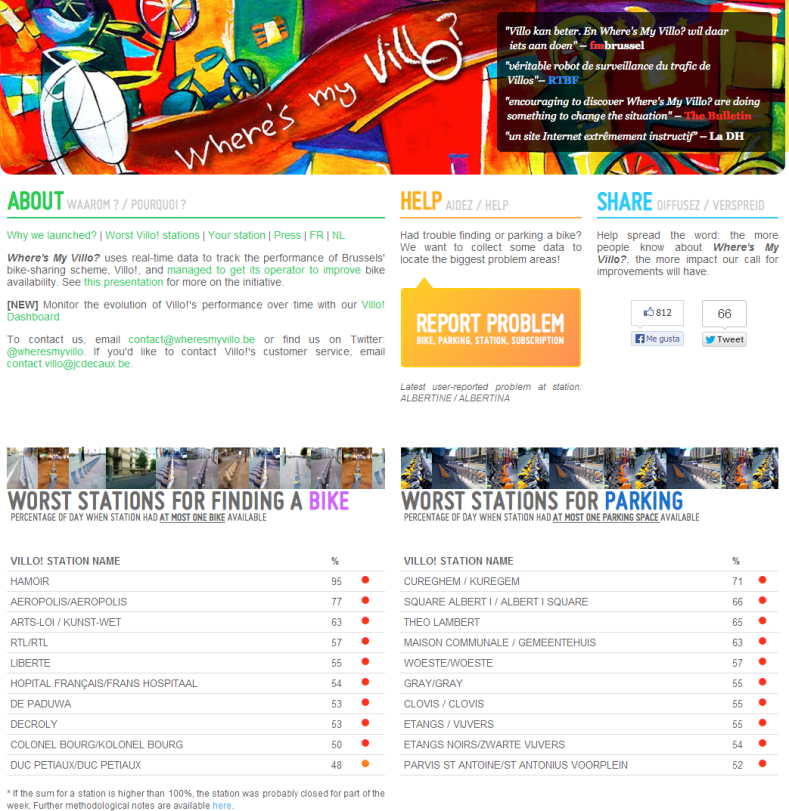 Where's my Villo?
"Villo kan beter. En Where's My Villo? wil daar
iets aan doen" – fmbrussel
"véritable robot de surveillance du trafic de
Villos"– RTBF
"encouraging to discover Where's My Villo? are doing
something to change the situation" – The Bulletin
"un site Internet extrêmement instructif" – La DH
ABOUT WAAROM ? / POURQUOI ?
Why we launched? | Worst Villo! stations | Your station | Press | FR | NL
Where's My Villo? uses real-time data to track the performance of Brussels'
bike-sharing scheme, Villo!, and managed to get its operator to improve bike
availability. See this presentation for more on the initiative.
[NEW] Monitor the evolution of Villo!'s performance over time with our Villo!
Dashboard
To contact us, email contact@wheresmyvillo.be or find us on Twitter:
@wheresmyvillo. If you'd like to contact Villo!'s customer service, email
contact.villo@jcdecaux.be.
HELP AIDEZ / HELP
Had trouble finding or parking a bike?
We want to collect some data to
locate the biggest problem areas!
REPORT PROBLEM
BIKE, PARKING, STATION, SUBSCRIPTION
Latest user-reported problem at station:
ALBERTINE / ALBERTINA
SHARE DIFFUSEZ / VERSPREID
Help spread the word: the more
people know about Where's My
Villo?, the more impact our call for
improvements will have.
812 66
Me gusta Tweet
WORST STATIONS FOR FINDING A BIKE
PERCENTAGE OF DAY WHEN STATION HAD AT MOST ONE BIKE AVAILABLE
VILLO! STATION NAME %
HAMOIR 95
AEROPOLIS/AEROPOLIS 77
ARTS-LOI / KUNST-WET 63
RTL/RTL 57
LIBERTE 55
HOPITAL FRANÇAIS/FRANS HOSPITAAL 54
DE PADUWA 53
DECROLY 53
COLONEL BOURG/KOLONEL BOURG 50
DUC PETIAUX/DUC PETIAUX 48
* If the sum for a station is higher than 100%, the station was probably closed for part of the
week. Further methodological notes are available here.
WORST STATIONS FOR PARKING
PERCENTAGE OF DAY WHEN STATION HAD AT MOST ONE PARKING SPACE AVAILABLE
VILLO! STATION NAME %
CUREGHEM / KUREGEM 71
SQUARE ALBERT I / ALBERT I SQUARE 66
THEO LAMBERT 65
MAISON COMMUNALE / GEMEENTEHUIS 63
WOESTE/WOESTE 57
GRAY/GRAY 55
CLOVIS / CLOVIS 55
ETANGS / VIJVERS 55
ETANGS NOIRS/ZWARTE VIJVERS 54
PARVIS ST ANTOINE/ST ANTONIUS VOORPLEIN 52